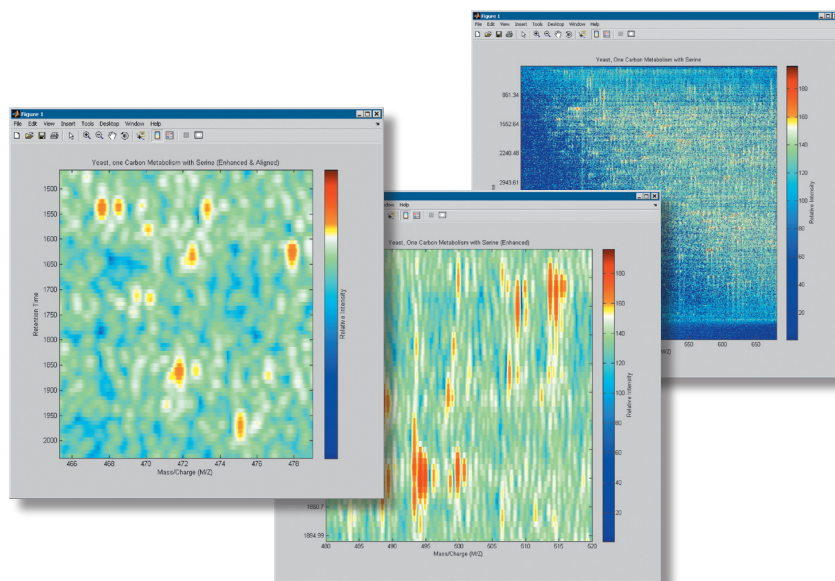 Figure 1
File Edit View Insert Tools Desktop Window Help
Yeast, One Carbon Metabolism with Serine
881.34
1552.64
2240.48
2943.61
550
600
650
20
40
60
80
100
120
140
160
180
Relative Intensity
Figure 1
File Edit View Insert Tools Desktop Window Help
Yeast, one Carbon Metabolism with Serine (Enhanced & Aligned)
1500
1550
1600
1650
1700
1750
1800
1850
1900
1950
2000
Retention Time
466 468 470 472 474 476 478
Mass/Charge (M/Z)
Relative Intensity
Window Help
Yeast, One Carbon Metabolism with Serine (Enhanced)
1894.99
480 485 490 495 500 505 510 515 520
Mass/Charge (M/Z)
20
40
60
80
100
120
140
160
180
Relative Intensity